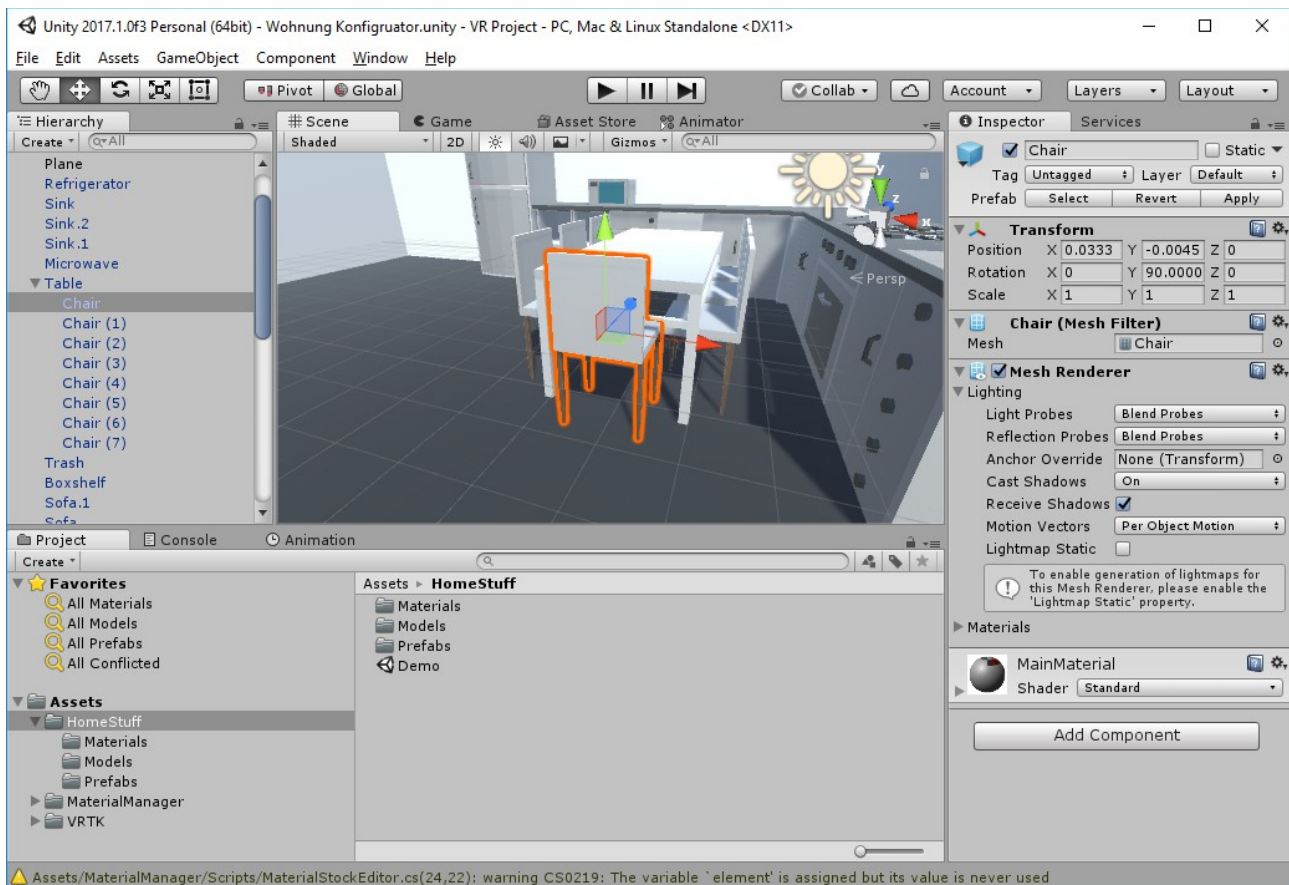 Unity 2017.1.0f3 Personal (64bit) - Wohnung Konfigruator.unity - VR Project - PC, Mac & Linux Standalone <DX11>
File Edit Assets GameObject Component Window Help
Pivot Global Collab Account Layers Layout
Hierarchy
Create All
Plane
Refrigerator
Sink
Sink.2
Sink.1
Microwave
Table
Chair
Chair (1)
Chair (2)
Chair (3)
Chair (4)
Chair (5)
Chair (6)
Chair (7)
Trash
Boxshelf
Sofa.1
Sofa
Scene Game Asset Store Animator
Shaded 2D Gizmos All
y
z
x
Persp
Inspector Services
Chair Static
Tag Untagged Layer Default
Prefab Select Revert Apply
Transform
Position X 0.0333 Y -0.0045 Z 0
Rotation X 0 Y 90.0000 Z 0
Scale X 1 Y 1 Z 1
Chair (Mesh Filter)
Mesh Chair
Mesh Renderer
Lighting
Light Probes Blend Probes
Reflection Probes Blend Probes
Anchor Override None (Transform)
Cast Shadows On
Receive Shadows
Motion Vectors Per Object Motion
Lightmap Static
To enable generation of lightmaps for
this Mesh Renderer, please enable the
'Lightmap Static' property.
Materials
MainMaterial
Shader Standard
Add Component
Project Console Animation
Create
Favorites
All Materials
All Models
All Prefabs
All Conflicted
Assets
HomeStuff
Materials
Models
Prefabs
MaterialManager
VRTK
Assets HomeStuff
Materials
Models
Prefabs
Demo
Assets/MaterialManager/Scripts/MaterialStockEditor.cs(24,22): warning CS0219: The variable `element' is assigned but its value is never used